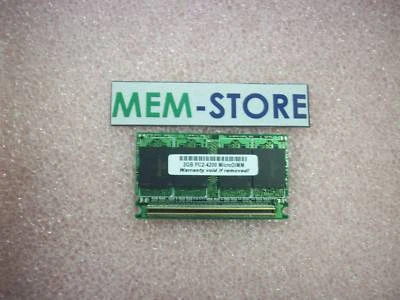 MEM-STORE
2GB PC2-4200 MicroDIMM
Warranty void if removed!